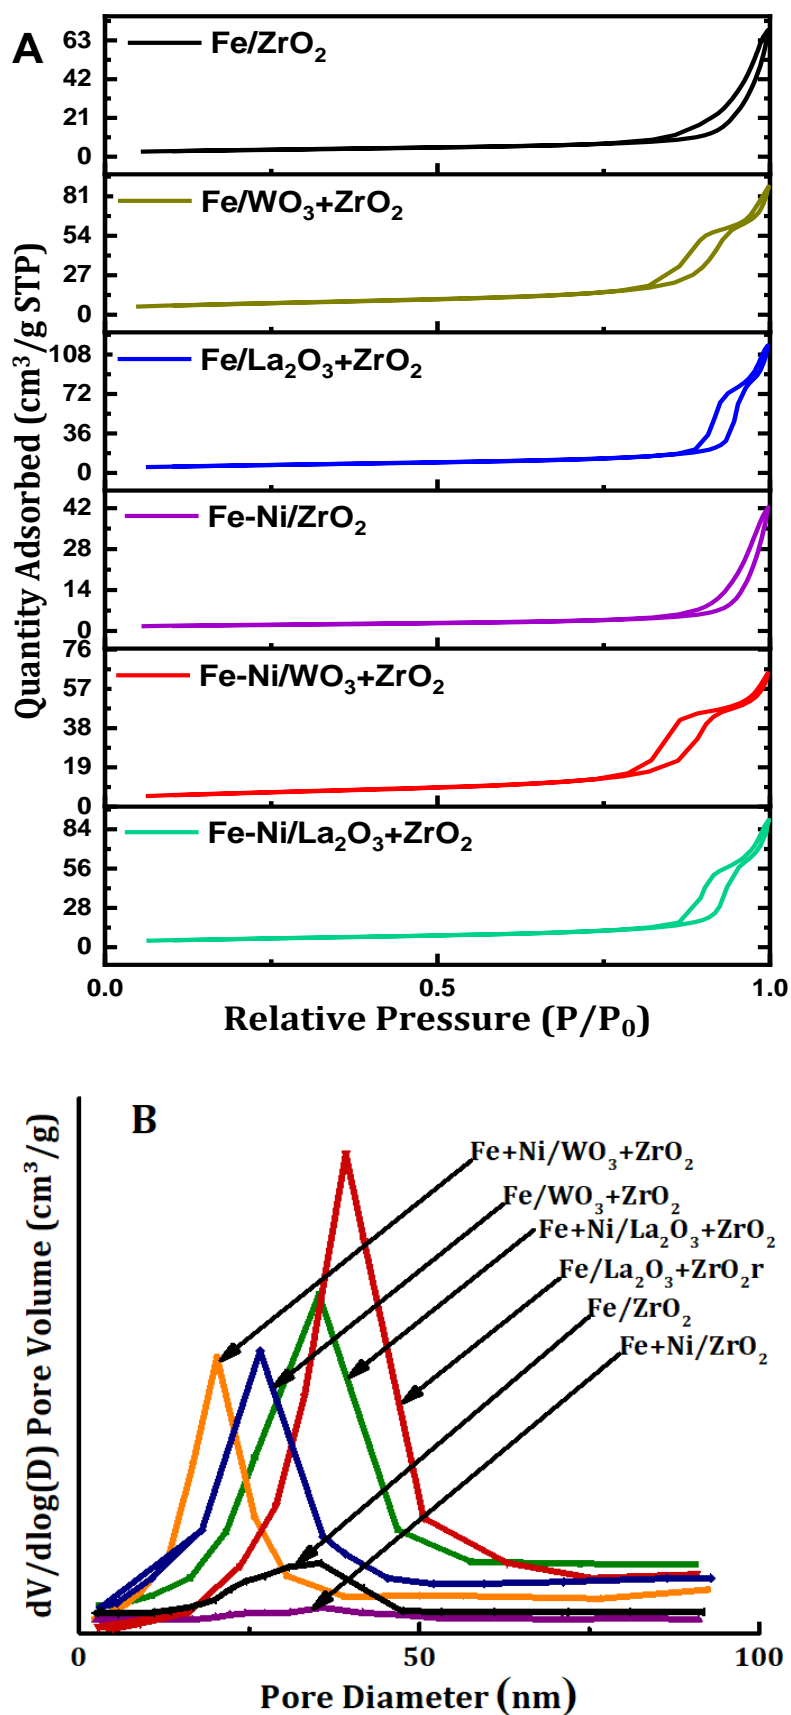 A
Fe/ZrO₂
63
42
21
0
Fe/WO₃+ZrO₂
81
54
27
0
Fe/La₂O₃+ZrO₂
108
72
36
0
Fe-Ni/ZrO₂
42
28
14
0
Fe-Ni/WO₃+ZrO₂
76
57
38
19
0
Fe-Ni/La₂O₃+ZrO₂
84
56
28
0
Quantity Adsorbed (cm³/g STP)
0.0 0.5 1.0
Relative Pressure (P/P₀)
B
dV/dlog(D) Pore Volume (cm³/g)
Fe+Ni/WO₃+ZrO₂
Fe/WO₃+ZrO₂
Fe+Ni/La₂O₃+ZrO₂
Fe/La₂O₃+ZrO₂r
Fe/ZrO₂
Fe+Ni/ZrO₂
0 50 100
Pore Diameter (nm)